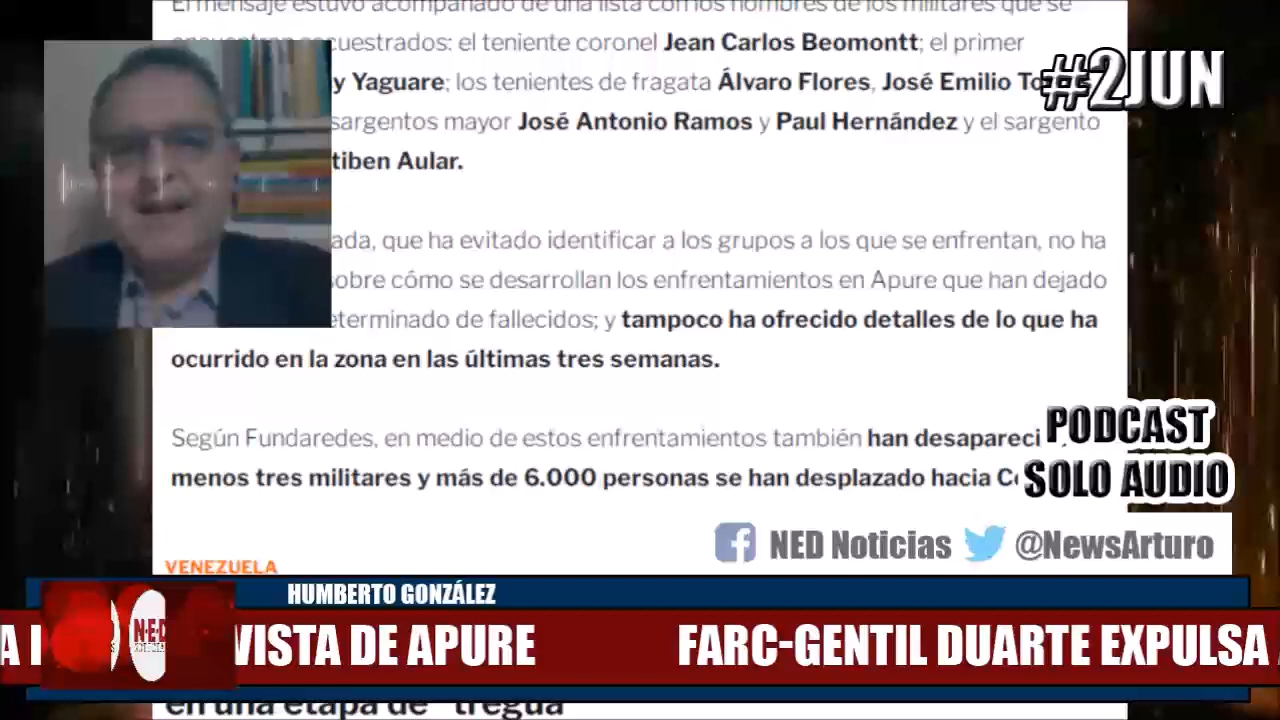 El mensaje estuvo acompañado de una lista con los nombres de los militares que se
encuentran secuestrados: el teniente coronel Jean Carlos Beomontt; el primer
y Yaguare; los tenientes de fragata Álvaro Flores, José Emilio
sargentos mayor José Antonio Ramos y Paul Hernández y el sargento
tiben Aular.
ada, que ha evitado identificar a los grupos a los que se enfrentan, no ha
sobre cómo se desarrollan los enfrentamientos en Apure que han dejado
eterminado de fallecidos; y tampoco ha ofrecido detalles de lo que ha
ocurrido en la zona en las últimas tres semanas.
Según Fundaredes, en medio de estos enfrentamientos también han desapareci
menos tres militares y más de 6.000 personas se han desplazado hacia
#2JUN
PODCAST
SOLO AUDIO
NED Noticias @NewsArturo
VENEZUELA
HUMBERTO GONZÁLEZ
VISTA DE APURE FARC-GENTIL DUARTE EXPULSA
N·E·D
en una etapa de "tregua"